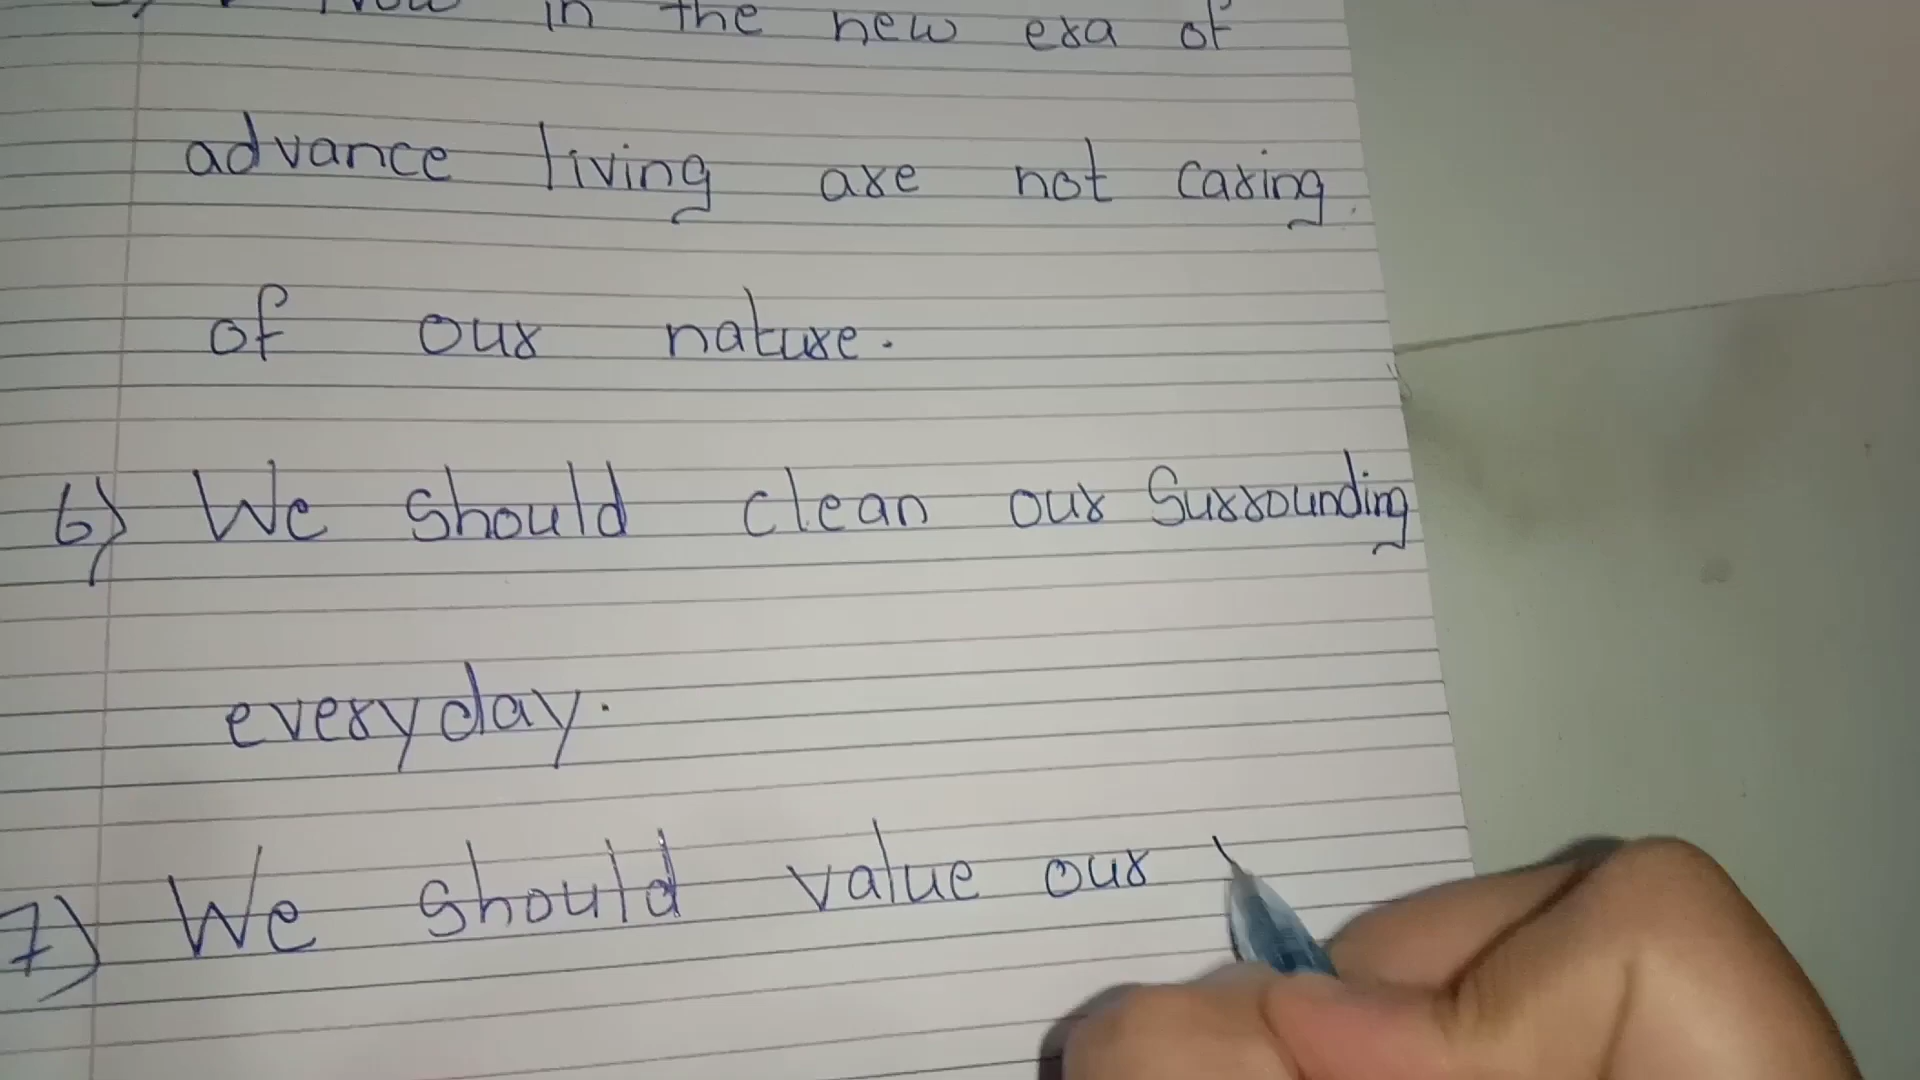 Now in the new era of
advance living are not caring
of our nature.
6) We should clean our Surrounding
everyday.
7) We should value our